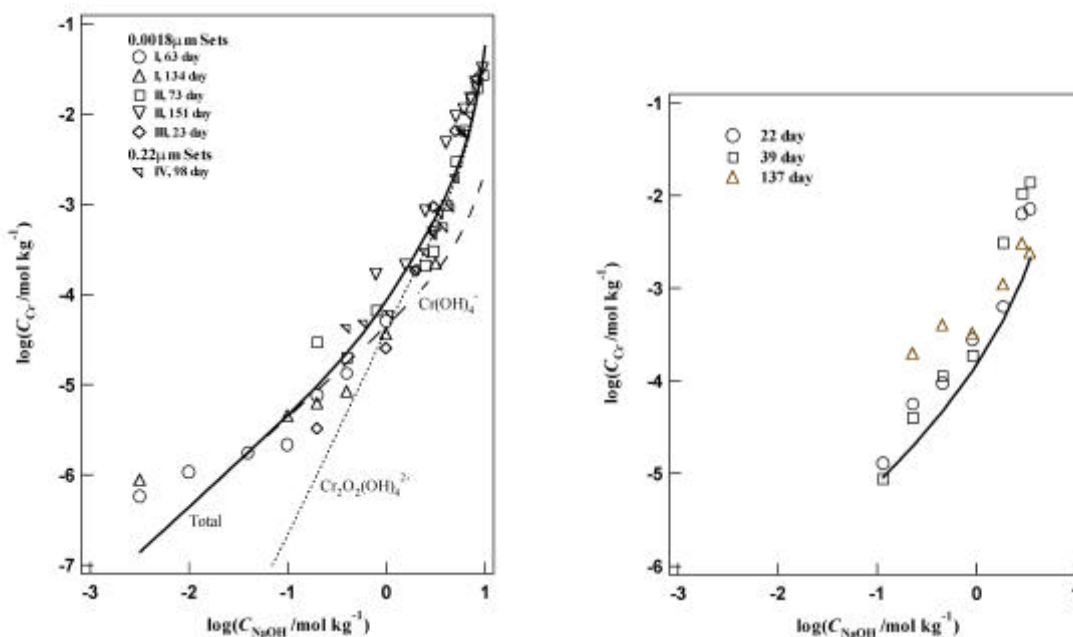 -1
-2
-3
-4
-5
-6
-7
log(C_Cr/mol kg⁻¹)
0.0018μm Sets
I, 63 day
I, 134 day
II, 73 day
II, 151 day
III, 23 day
0.22μm Sets
IV, 98 day
Cr(OH)₄⁻
Cr₂O₂(OH)₄²⁻
Total
-3 -2 -1 0 1
log(C_NaOH/mol kg⁻¹)
-1
-2
-3
-4
-5
-6
log(C_Cr/mol kg⁻¹)
22 day
39 day
137 day
-3 -2 -1 0 1
log(C_NaOH/mol kg⁻¹)